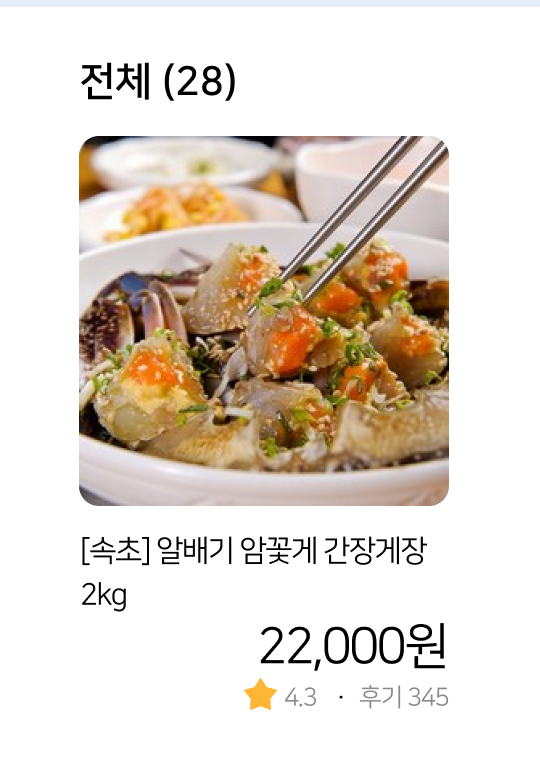 전체 (28)
[속초] 알배기 암꽃게 간장게장
2kg
22,000원
4.3 · 후기 345